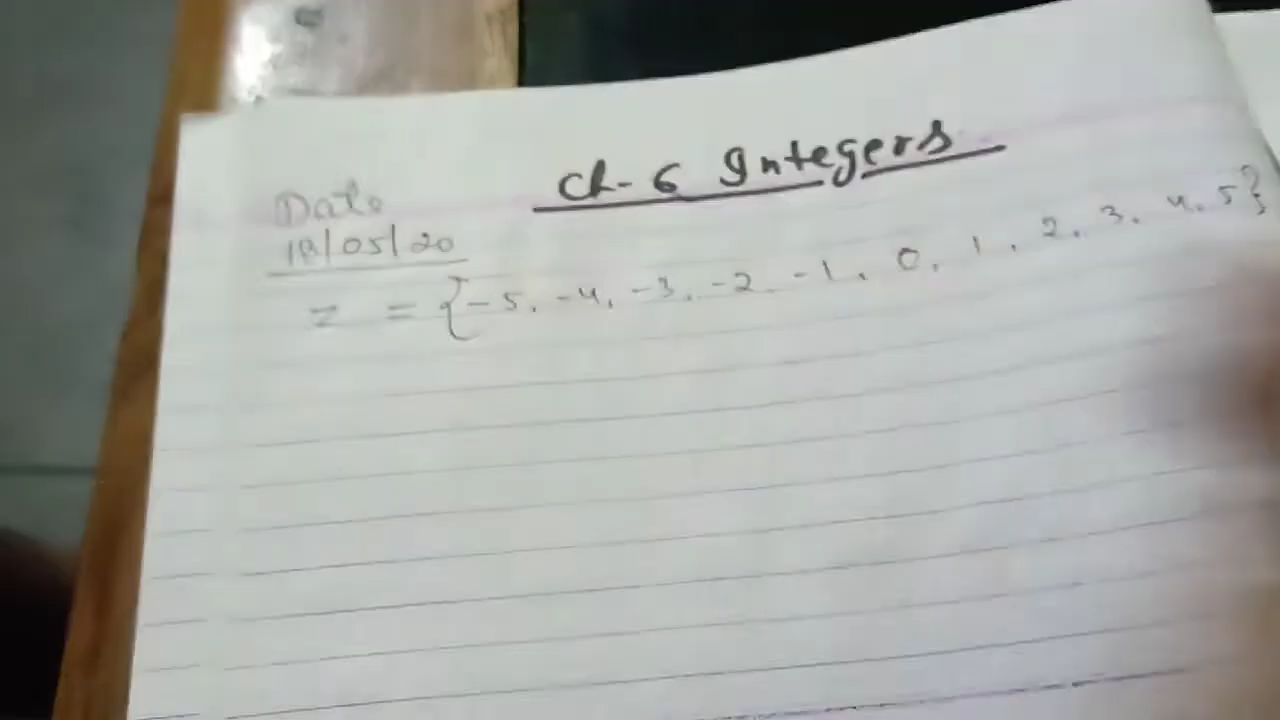 Ch-6 Integers
Date
18/05/20
Z = {-5, -4, -3, -2, -1, 0, 1, 2, 3, 4, 5}